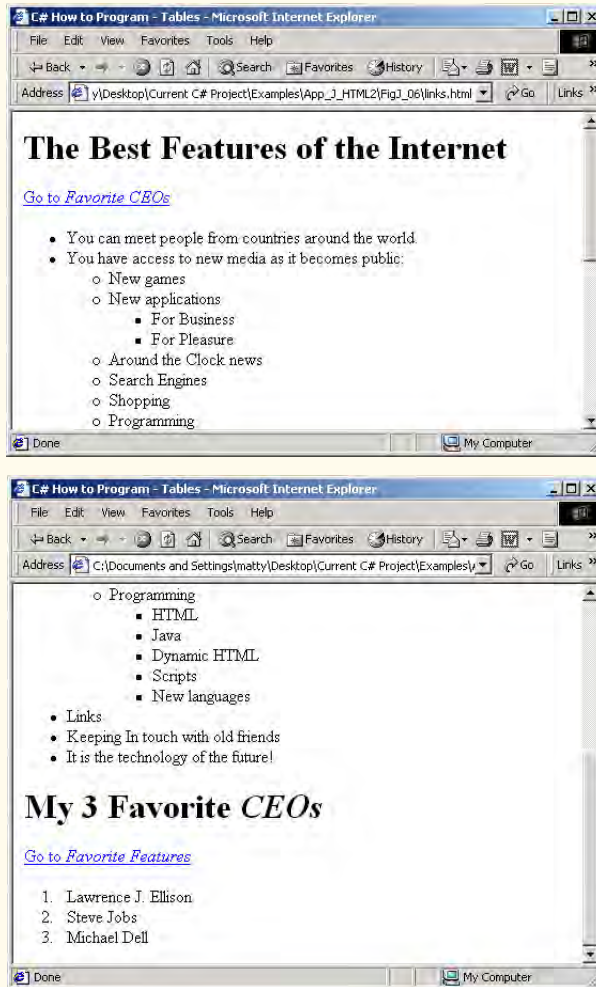 C# How to Program - Tables - Microsoft Internet Explorer
File Edit View Favorites Tools Help
Back Search Favorites History
Address y\Desktop\Current C# Project\Examples\App_J_HTML2\FigJ_06\links.html Go Links »
The Best Features of the Internet
Go to Favorite CEOs
• You can meet people from countries around the world.
• You have access to new media as it becomes public:
o New games
o New applications
▪ For Business
▪ For Pleasure
o Around the Clock news
o Search Engines
o Shopping
o Programming
Done My Computer
C# How to Program - Tables - Microsoft Internet Explorer
File Edit View Favorites Tools Help
Back Search Favorites History
Address C:\Documents and Settings\matty\Desktop\Current C# Project\Examples\ Go Links »
o Programming
▪ HTML
▪ Java
▪ Dynamic HTML
▪ Scripts
▪ New languages
• Links
• Keeping In touch with old friends
• It is the technology of the future!
My 3 Favorite CEOs
Go to Favorite Features
1. Lawrence J. Ellison
2. Steve Jobs
3. Michael Dell
Done My Computer